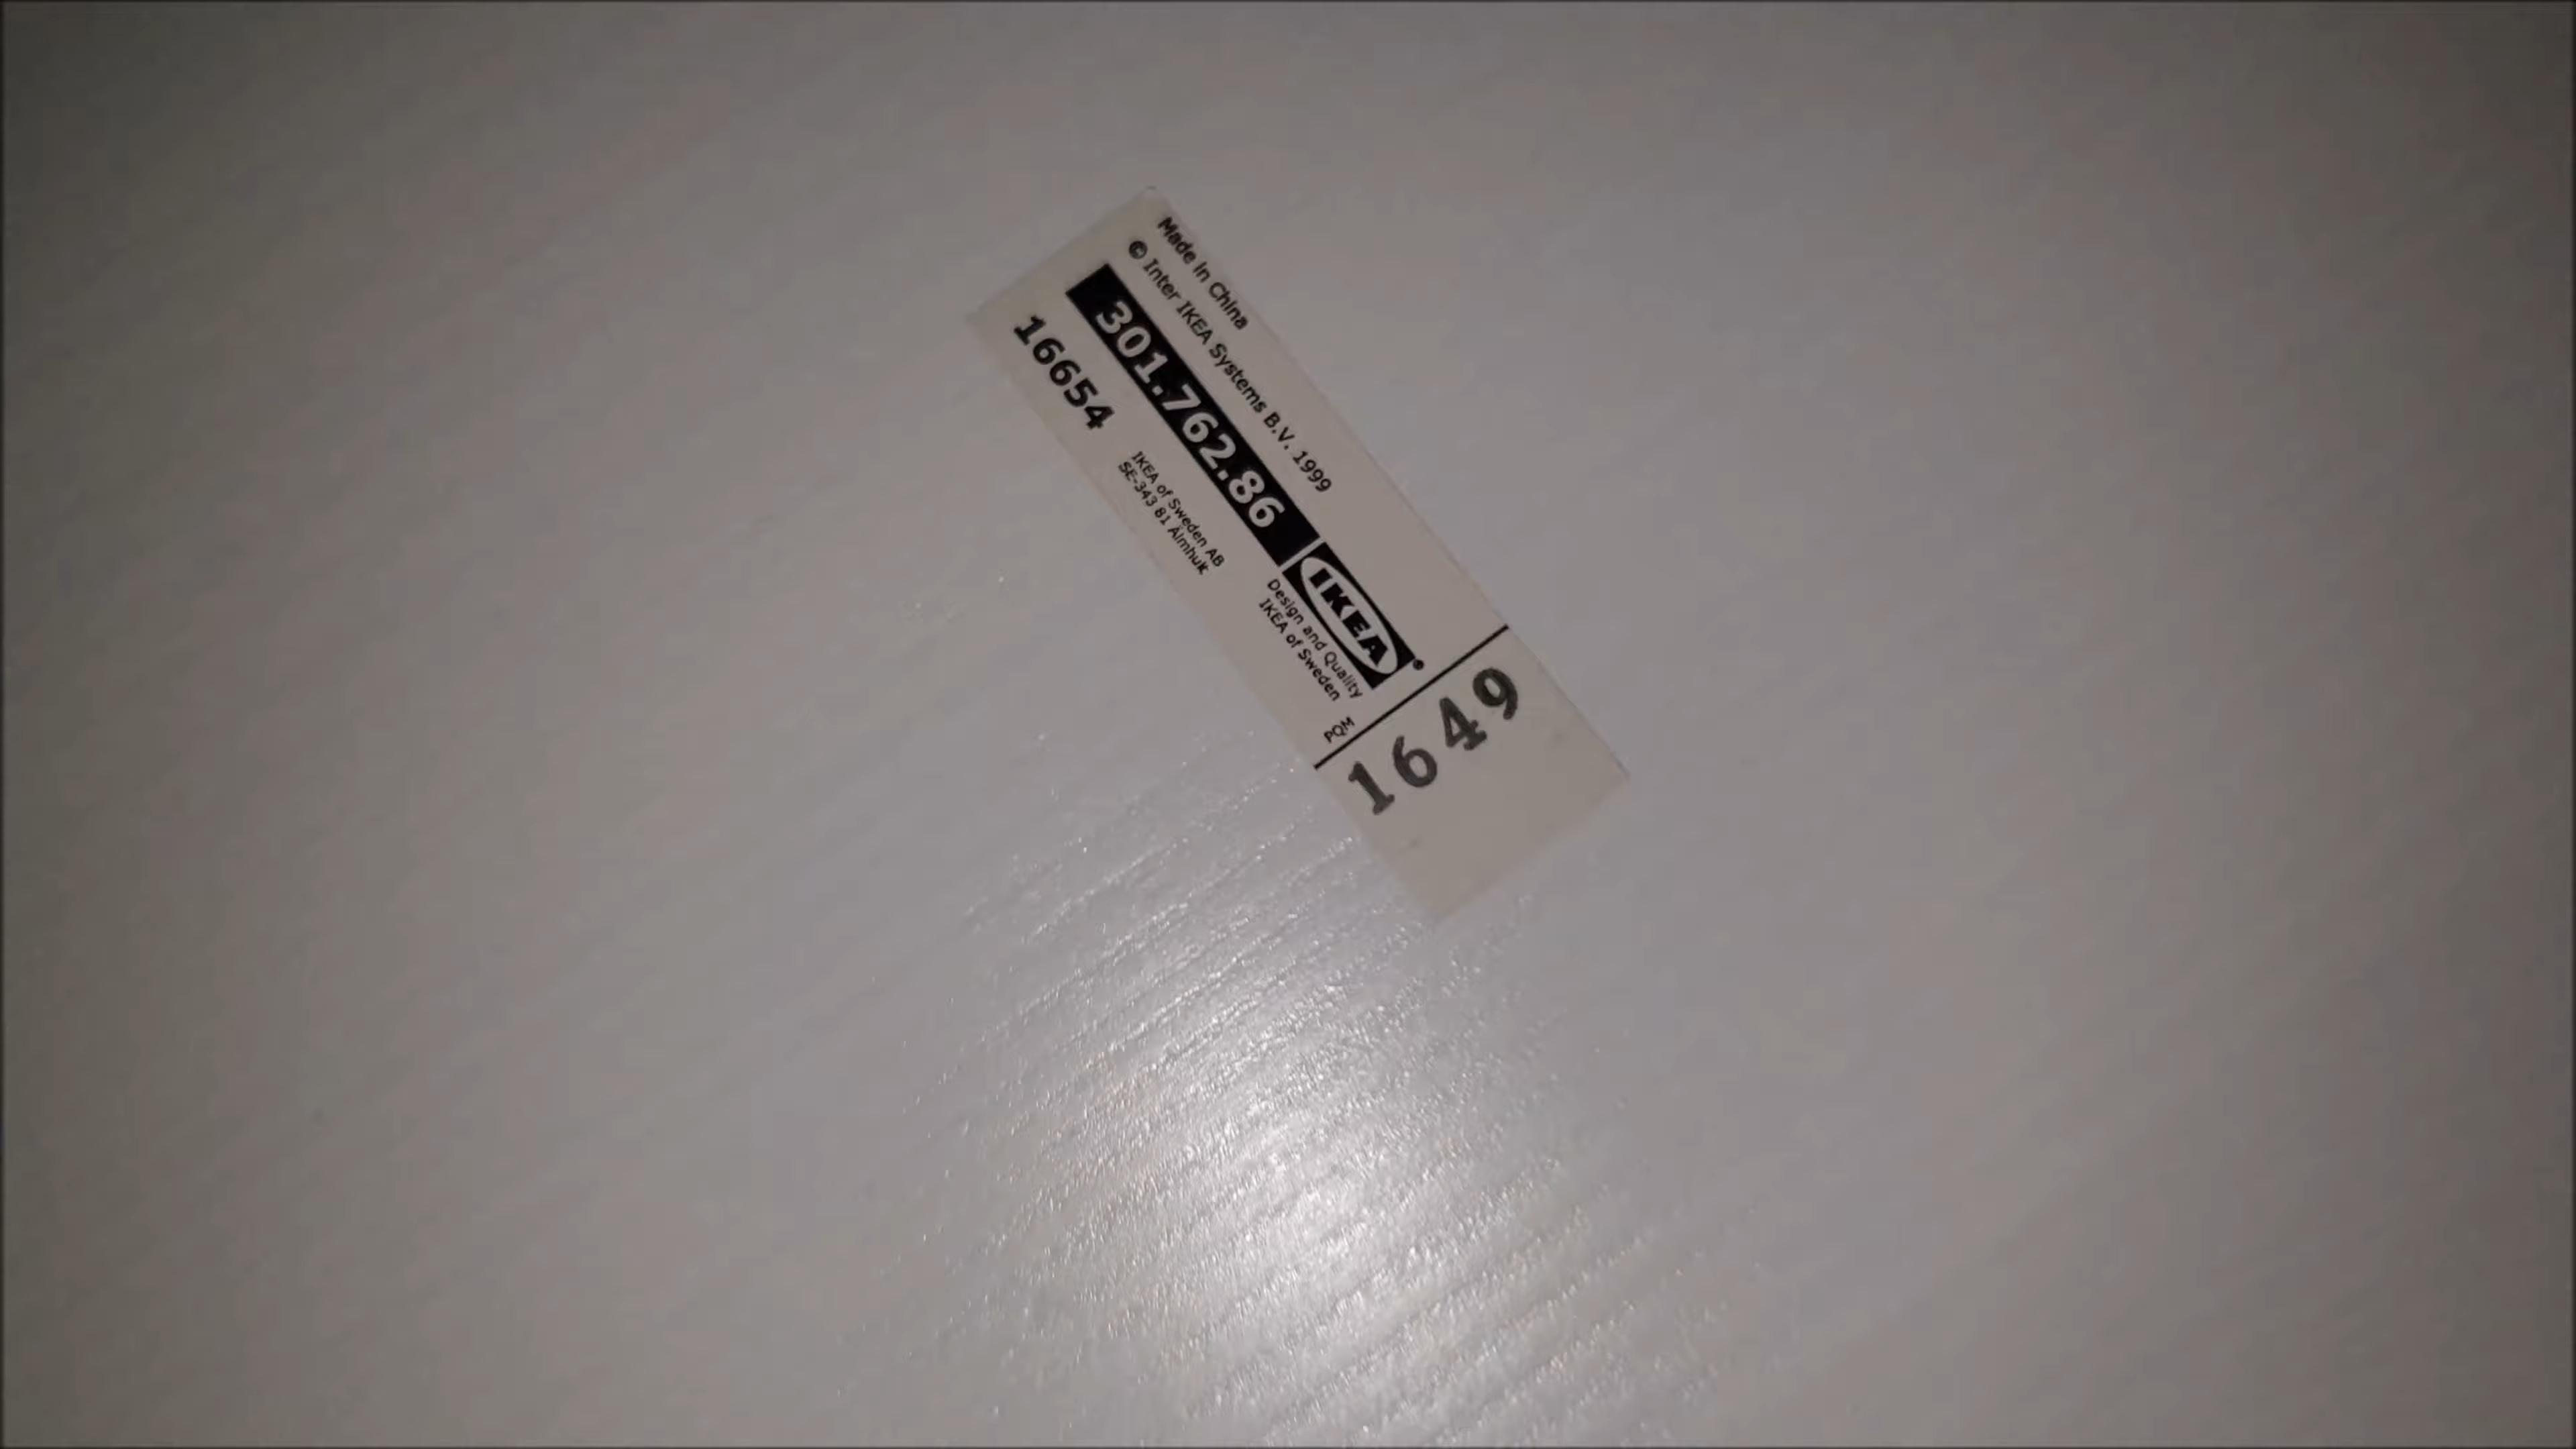 Made in China
© Inter IKEA Systems B.V. 1999
301.762.86
IKEA®
16654
IKEA of Sweden AB
SE-343 81 Älmhult
Design and Quality
IKEA of Sweden
PQM
1649